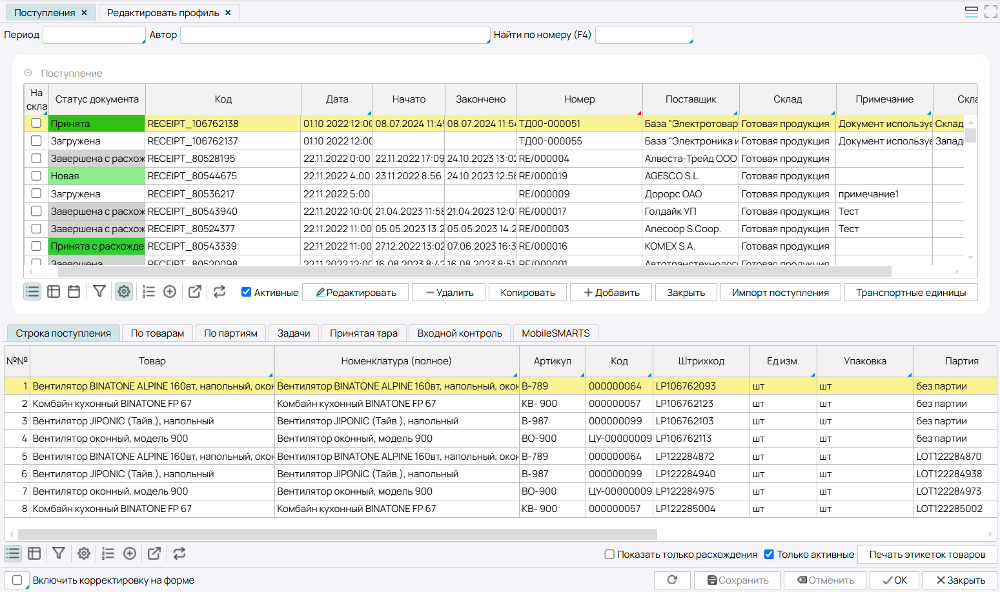 Поступления × Редактировать профиль ×
Период Автор Найти по номеру (F4)
Поступление
На скла Статус документа Код Дата Начато Закончено Номер Поставщик Склад Примечание Скла
Принята RECEIPT_106762138 01.10.2022 12:00 08.07.2024 11:49 08.07.2024 11:54 ТД00-000051 База "Электротовар Готовая продукция Документ используе Склад
Загружена RECEIPT_106762137 01.10.2022 12:00 ТД00-000055 База "Электроника и Готовая продукция Документ используе Запад
Завершена с расхож RECEIPT_80528195 22.11.2022 0:00 22.11.2022 17:09 24.10.2023 13:02 RE/000004 Алвеста-Трейд ООО Готовая продукция
Новая RECEIPT_80544675 22.11.2022 4:00 23.11.2022 8:56 24.10.2023 12:58 RE/000019 AGESCO S.L. Готовая продукция
Загружена RECEIPT_80536217 22.11.2022 5:00 RE/000009 Дорорс ОАО Готовая продукция примечание1
Завершена с расхож RECEIPT_80543940 22.11.2022 10:00 21.04.2023 11:58 21.04.2023 12:01 RE/000017 Голдайк УП Готовая продукция Тест
Завершена с расхож RECEIPT_80524377 22.11.2022 11:00 05.05.2023 13:2 05.05.2023 14:2 RE/000003 Anecoop S.Coop. Готовая продукция Тест
Принята с расхожде RECEIPT_80543339 22.11.2022 11:00 27.12.2022 13:02 07.06.2023 16:3 RE/000016 KOMEX S.A. Готовая продукция
Завершена RECEIPT_80520098 22.11.2022 12:00 16.08.2023 8:42 16.08.2023 8:51 RE/000001 Автотранстехнологи Готовая продукция
Активные Редактировать Удалить Копировать Добавить Закрыть Импорт поступления Транспортные единицы
Строка поступления По товарам По партиям Задачи Принятая тара Входной контроль MobileSMARTS
№№ Товар Номенклатура (полное) Артикул Код Штрихкод Ед.изм. Упаковка Партия
1 Вентилятор BINATONE ALPINE 160вт, напольный, окон Вентилятор BINATONE ALPINE 160вт, напольный, окон В-789 000000064 LP106762093 шт шт без партии
2 Комбайн кухонный BINATONE FP 67 Комбайн кухонный BINATONE FP 67 КВ- 900 000000057 LP106762123 шт шт без партии
3 Вентилятор JIPONIC (Тайв.), напольный Вентилятор JIPONIC (Тайв.), напольный В-987 000000099 LP106762103 шт шт без партии
4 Вентилятор оконный, модель 900 Вентилятор оконный, модель 900 ВО-900 ЦУ-00000009 LP106762113 шт шт без партии
5 Вентилятор BINATONE ALPINE 160вт, напольный, окон Вентилятор BINATONE ALPINE 160вт, напольный, окон В-789 000000064 LP122284872 шт шт LOT122284870
6 Вентилятор JIPONIC (Тайв.), напольный Вентилятор JIPONIC (Тайв.), напольный В-987 000000099 LP122284940 шт шт LOT122284938
7 Вентилятор оконный, модель 900 Вентилятор оконный, модель 900 ВО-900 ЦУ-00000009 LP122284975 шт шт LOT122284973
8 Комбайн кухонный BINATONE FP 67 Комбайн кухонный BINATONE FP 67 КВ- 900 000000057 LP122285004 шт шт LOT122285002
Показать только расхождения Только активные Печать этикеток товаров
Включить корректировку на форме Сохранить Отменить OK Закрыть